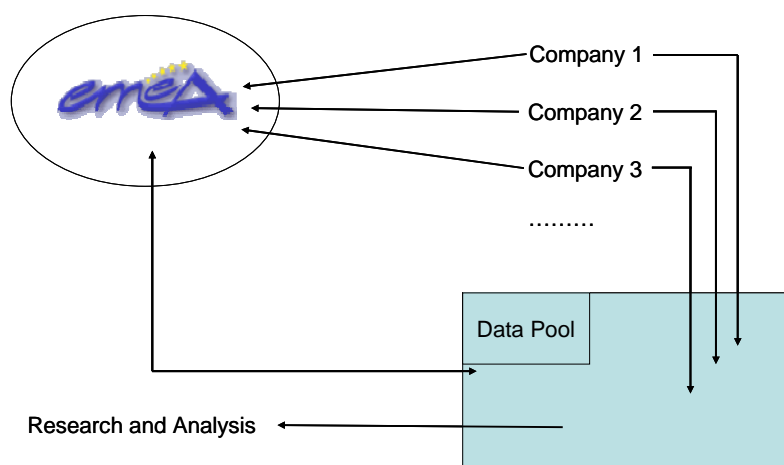 emeA
Company 1
Company 2
Company 3
.........
Data Pool
Research and Analysis